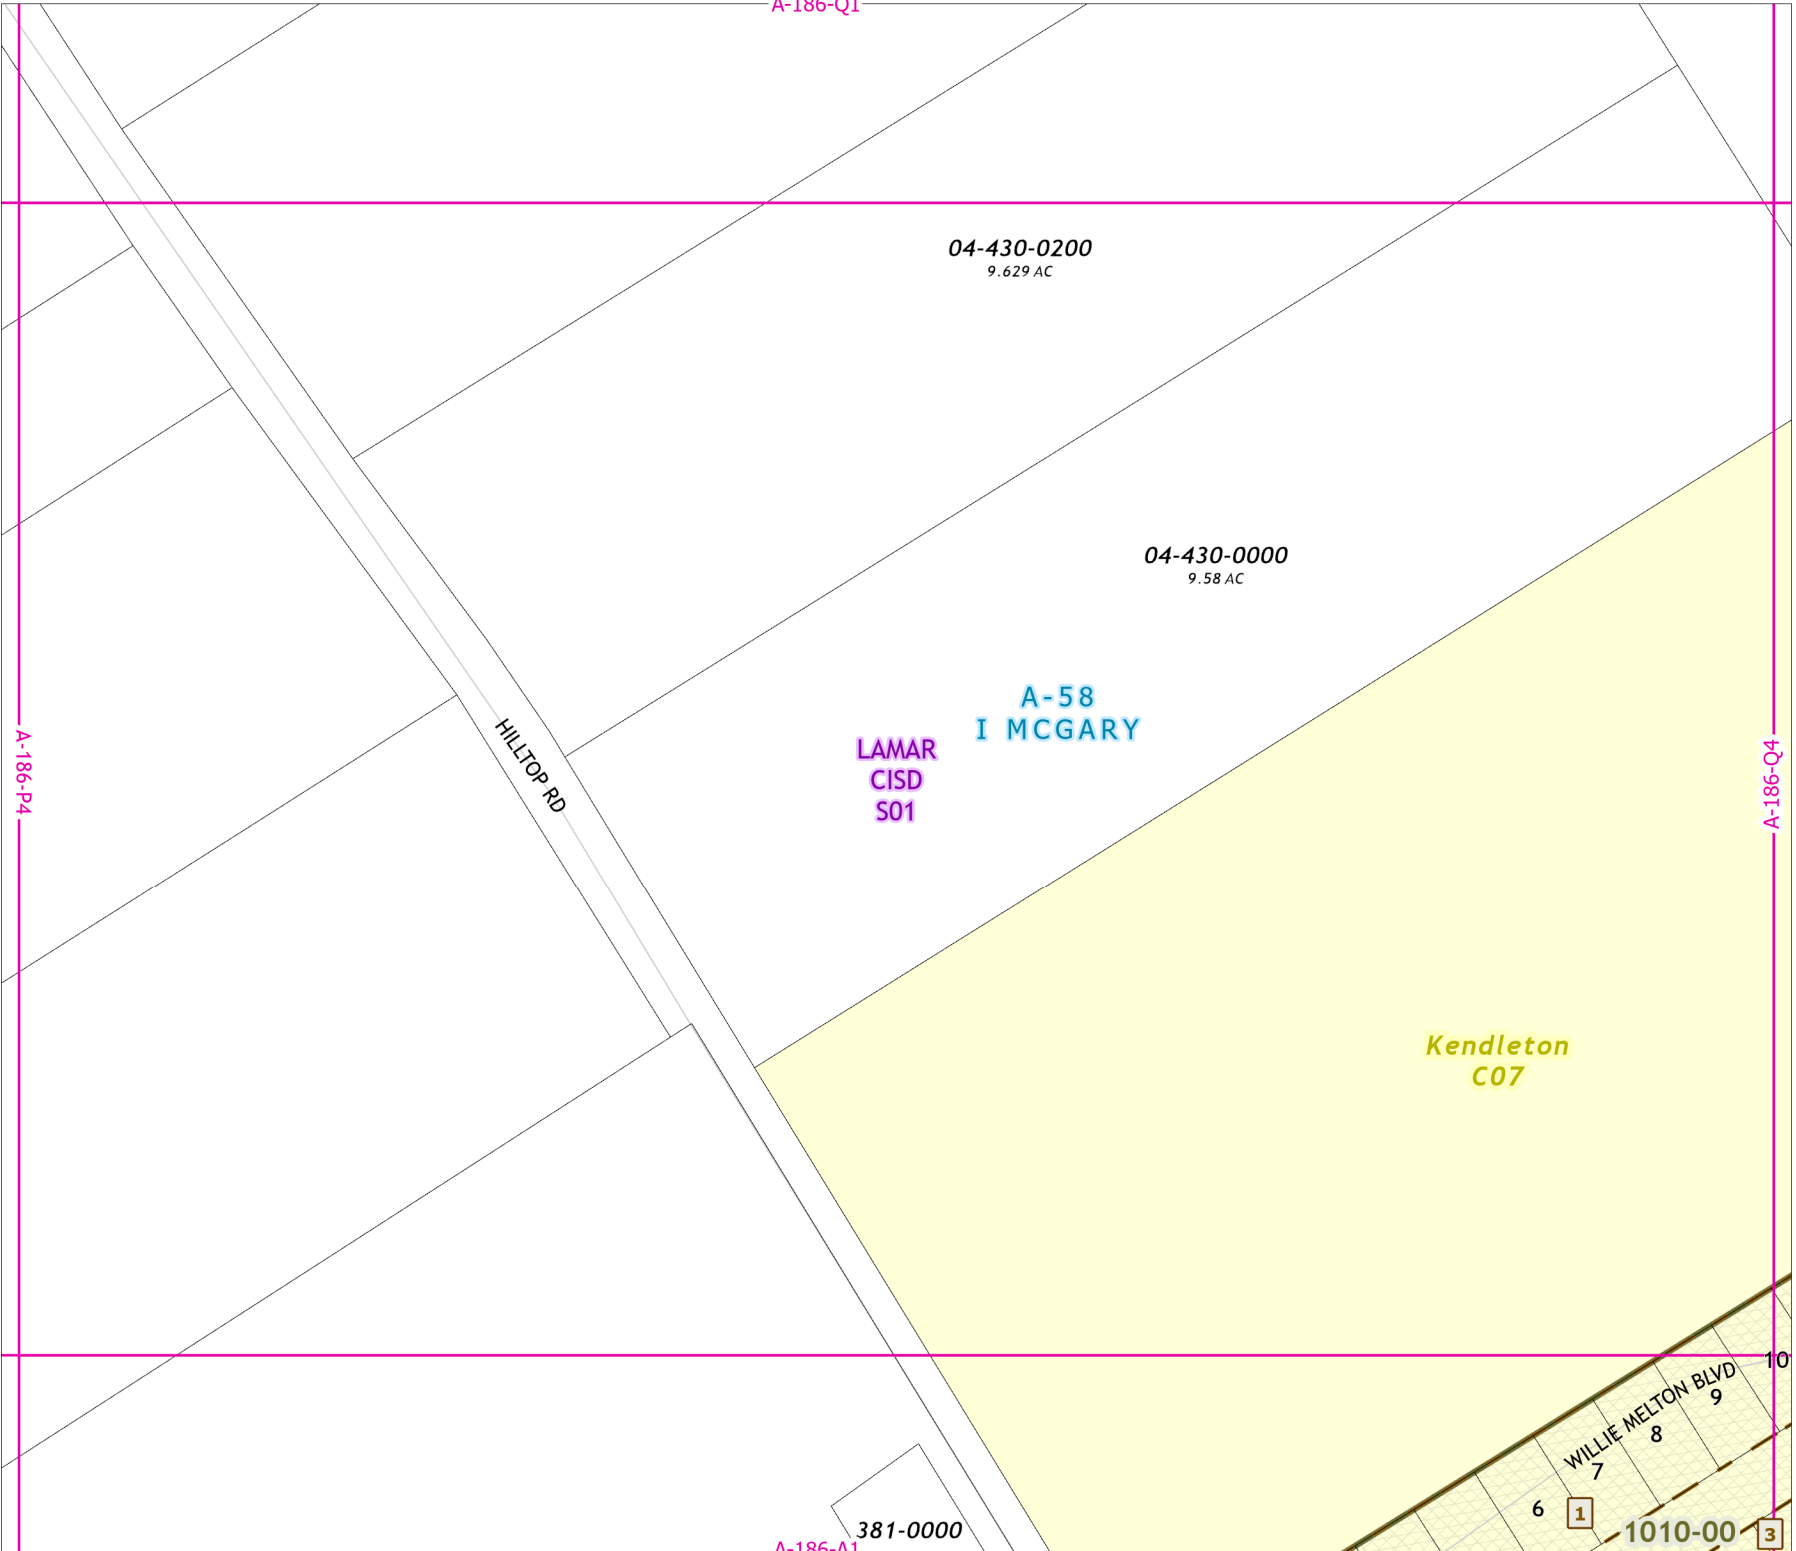 A-186-Q1
04-430-0200
9.629 AC
04-430-0000
9.58 AC
A-58
I MCGARY
LAMAR
CISD
S01
HILLTOP RD
A-186-P4
A-186-Q4
Kendleton
C07
10
WILLIE MELTON BLVD
9
8
7
6
1
1010-00
3
381-0000
A-186-A1